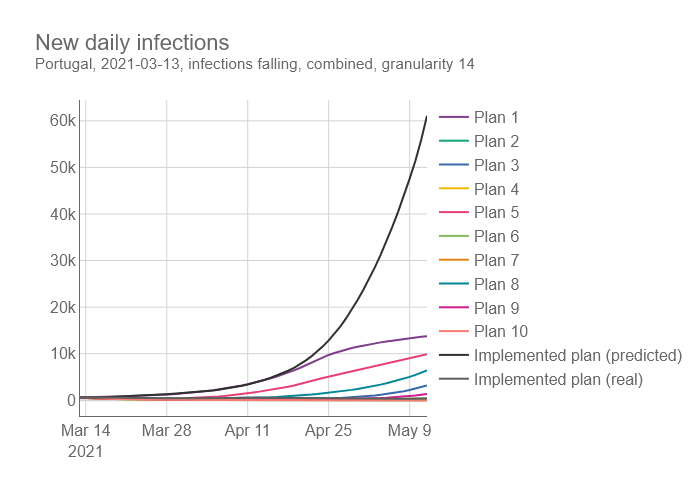 New daily infections
Portugal, 2021-03-13, infections falling, combined, granularity 14
60k
50k
40k
30k
20k
10k
0
Mar 14
2021
Mar 28
Apr 11
Apr 25
May 9
Plan 1
Plan 2
Plan 3
Plan 4
Plan 5
Plan 6
Plan 7
Plan 8
Plan 9
Plan 10
Implemented plan (predicted)
Implemented plan (real)